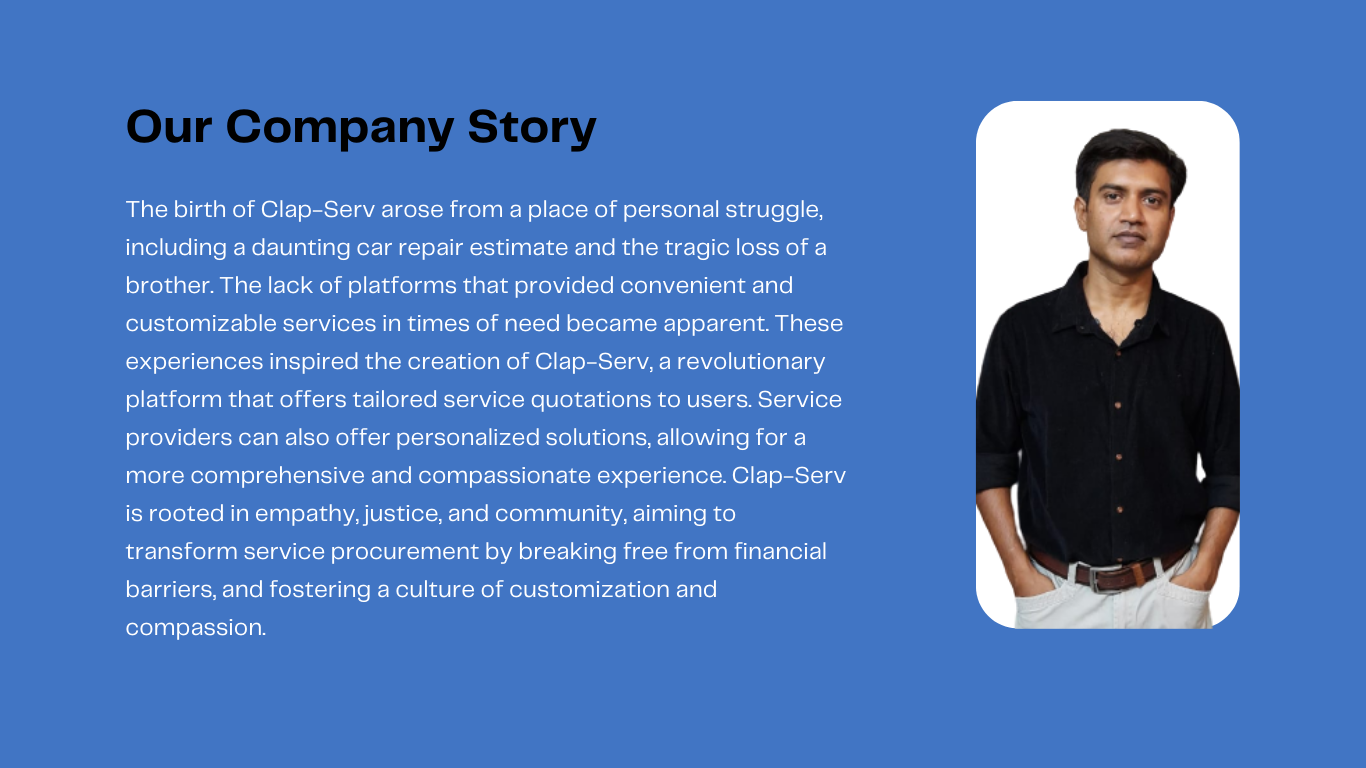 Our Company Story
The birth of Clap-Serv arose from a place of personal struggle,
including a daunting car repair estimate and the tragic loss of a
brother. The lack of platforms that provided convenient and
customizable services in times of need became apparent. These
experiences inspired the creation of Clap-Serv, a revolutionary
platform that offers tailored service quotations to users. Service
providers can also offer personalized solutions, allowing for a
more comprehensive and compassionate experience. Clap-Serv
is rooted in empathy, justice, and community, aiming to
transform service procurement by breaking free from financial
barriers, and fostering a culture of customization and
compassion.